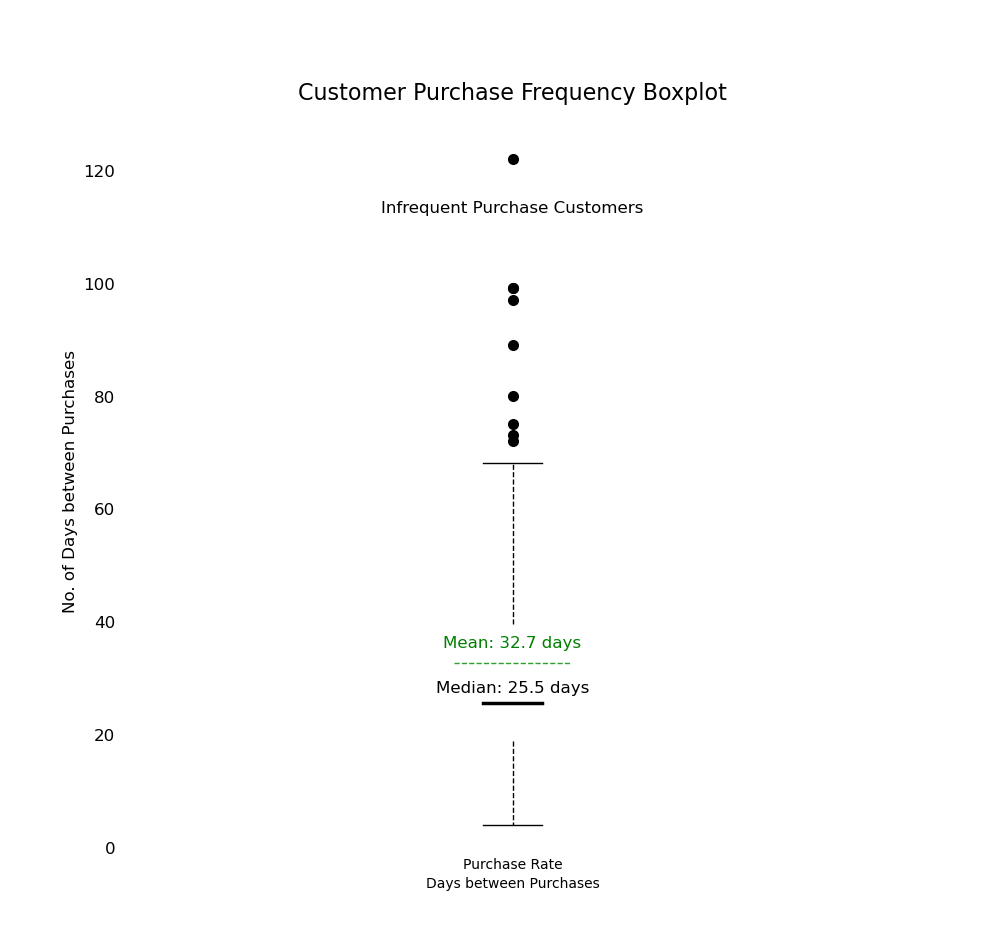 Customer Purchase Frequency Boxplot
120
Infrequent Purchase Customers
100
80
60
40
20
0
No. of Days between Purchases
Mean: 32.7 days
Median: 25.5 days
Purchase Rate
Days between Purchases